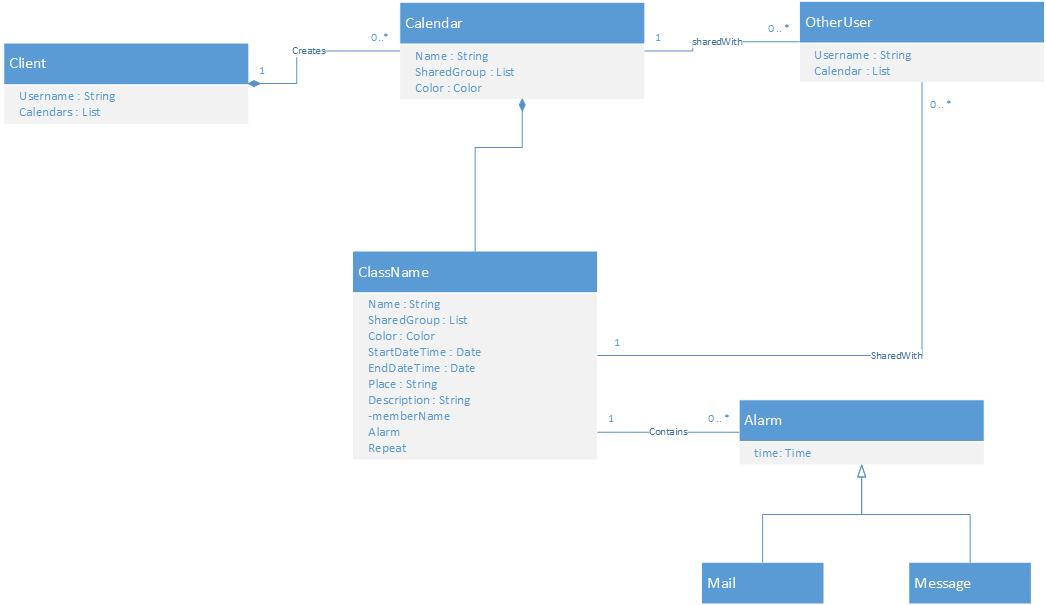 Client
Username : String
Calendars : List
1
Creates
0..*
Calendar
Name : String
SharedGroup : List
Color : Color
1
sharedWith
0.. *
OtherUser
Username : String
Calendar : List
0.. *
ClassName
Name : String
SharedGroup : List
Color : Color
StartDateTime : Date
EndDateTime : Date
Place : String
Description : String
-memberName
Alarm
Repeat
1
SharedWith
1
Contains
0.. *
Alarm
time: Time
Mail
Message